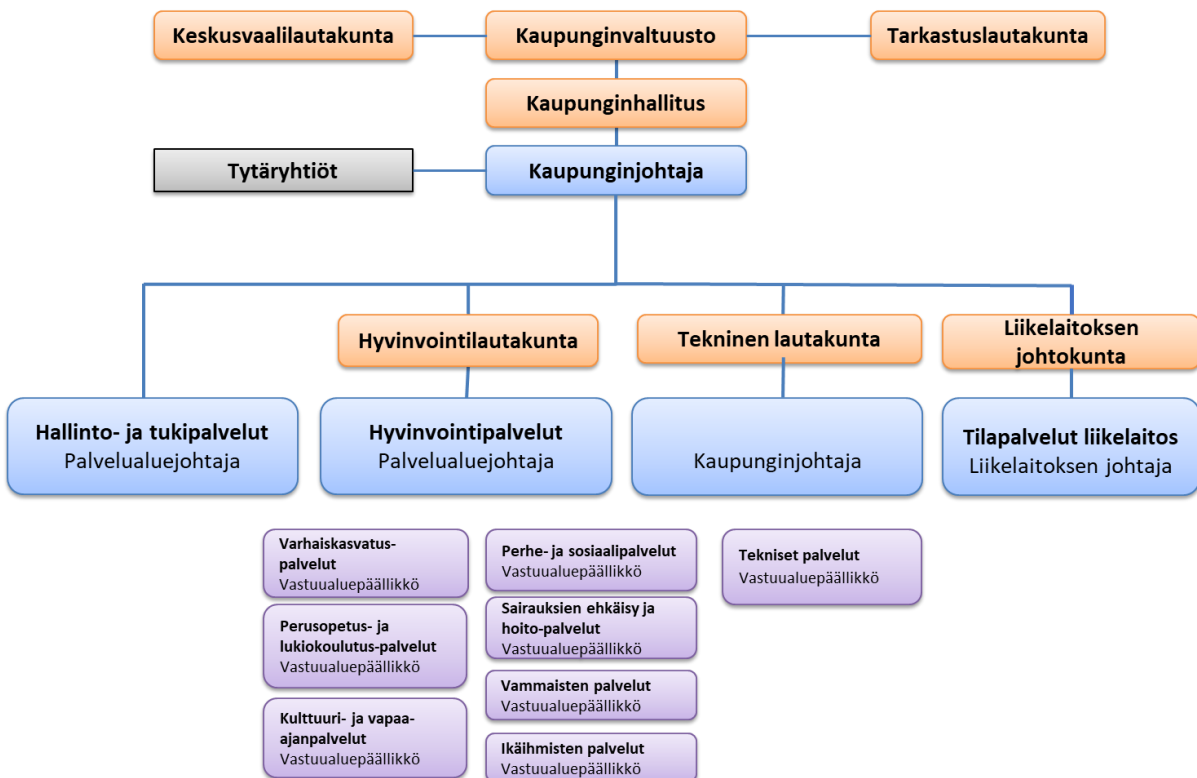 Keskusvaalilautakunta
Kaupunginvaltuusto
Tarkastuslautakunta
Kaupunginhallitus
Tytäryhtiöt
Kaupunginjohtaja
Hyvinvointilautakunta
Tekninen lautakunta
Liikelaitoksen
johtokunta
Hallinto- ja tukipalvelut
Palvelualuejohtaja
Hyvinvointipalvelut
Palvelualuejohtaja
Kaupunginjohtaja
Tilapalvelut liikelaitos
Liikelaitoksen johtaja
Varhaiskasvatus-
palvelut
Vastuualuepäällikkö
Perusopetus- ja
lukiokoulutus-palvelut
Vastuualuepäällikkö
Kulttuuri- ja vapaa-
ajanpalvelut
Vastuualuepäällikkö
Perhe- ja sosiaalipalvelut
Vastuualuepäällikkö
Sairauksien ehkäisy ja
hoito-palvelut
Vastuualuepäällikkö
Vammaisten palvelut
Vastuualuepäällikkö
Ikäihmisten palvelut
Vastuualuepäällikkö
Tekniset palvelut
Vastuualuepäällikkö